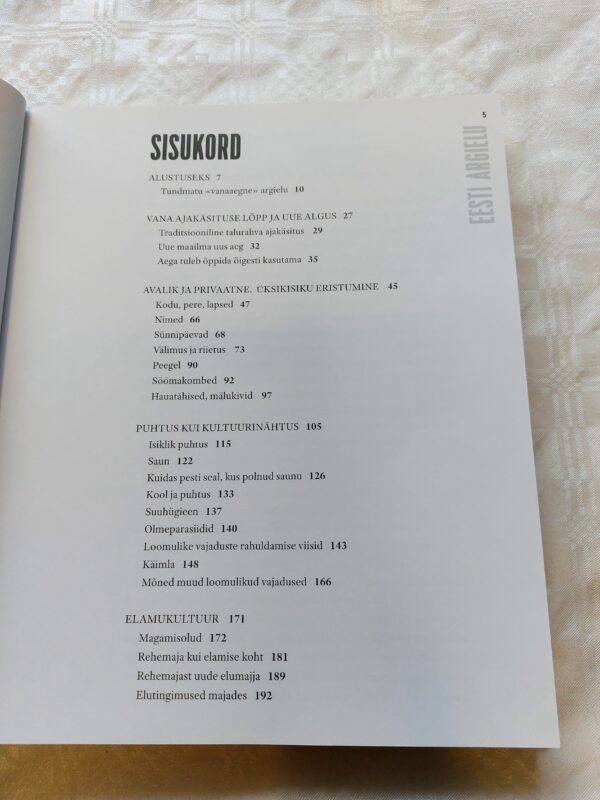 5
EESTI ARGIELU
SISUKORD
ALUSTUSEKS 7
Tundmatu «vanaaegne» argielu 10
VANA AJAKÄSITUSE LÕPP JA UUE ALGUS 27
Traditsiooniline talurahva ajakäsitus 29
Uue maailma uus aeg 32
Aega tuleb õppida õigesti kasutama 35
AVALIK JA PRIVAATNE. ÜKSIKISIKU ERISTUMINE 45
Kodu, pere, lapsed 47
Nimed 66
Sünnipäevad 68
Välimus ja riietus 73
Peegel 90
Söömakombed 92
Hauatähised, mälukivid 97
PUHTUS KUI KULTUURINÄHTUS 105
Isiklik puhtus 115
Saun 122
Kuidas pesti seal, kus polnud saunu 126
Kool ja puhtus 133
Suuhügieen 137
Olmeparasiidid 140
Loomulike vajaduste rahuldamise viisid 143
Käimla 148
Mõned muud loomulikud vajadused 166
ELAMUKULTUUR 171
Magamisolud 172
Rehemaja kui elamise koht 181
Rehemajast uude elumajja 189
Elutingimused majades 192